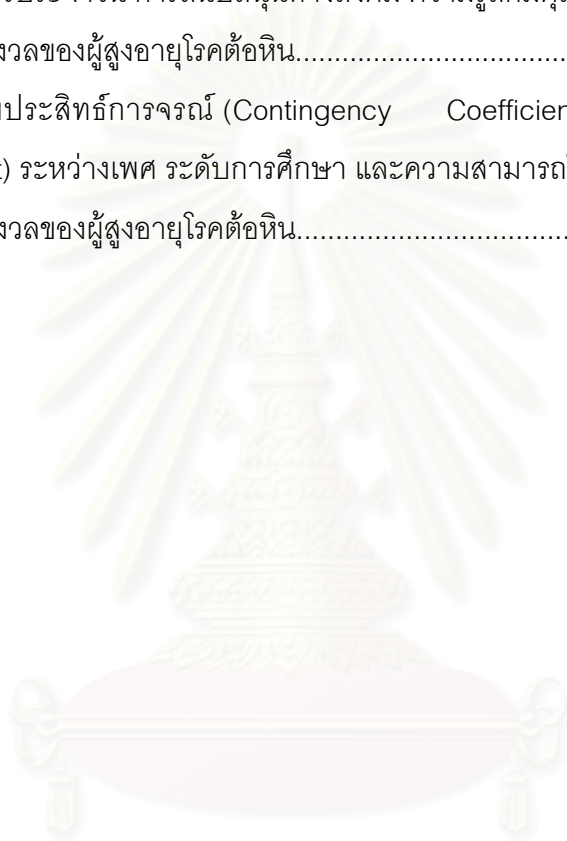 งวลของผู้สูงอายุโรคต้อหิน....................................
ประสิทธ์การจรณ์ (Contingency Coefficien
) ระหว่างเพศ ระดับการศึกษา และความสามารถ
งวลของผู้สูงอายุโรคต้อหิน....................................